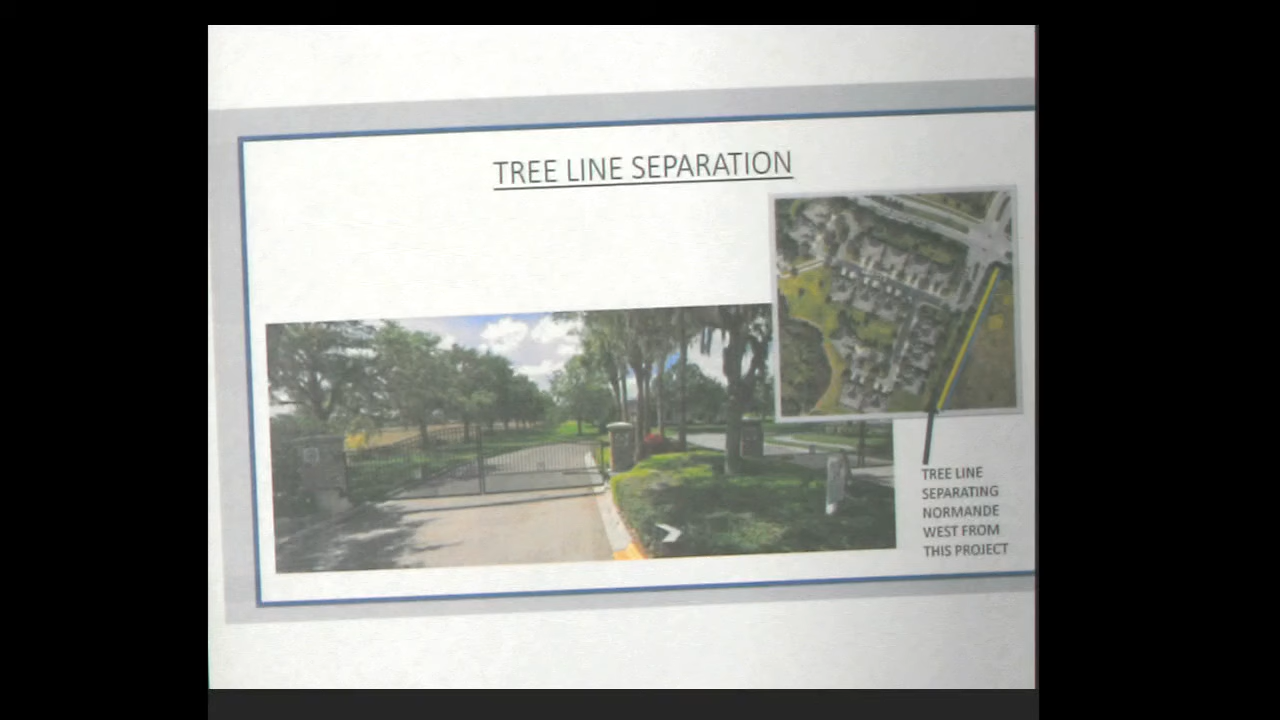 TREE LINE SEPARATION
TREE LINE
SEPARATING
NORMANDE
WEST FROM
THIS PROJECT